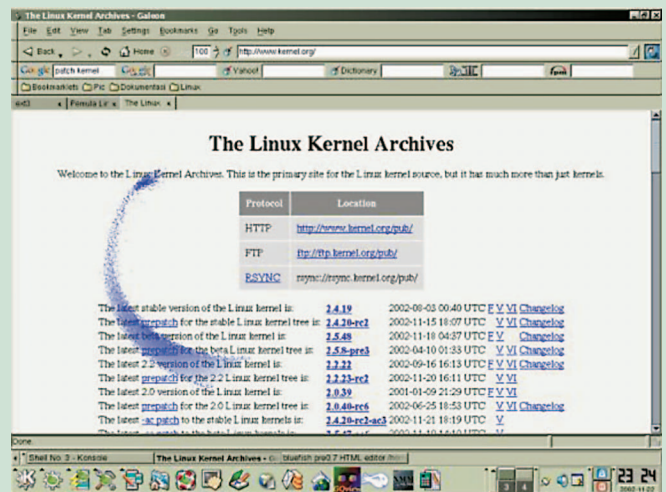 The Linux Kernel Archives - Galeon
File Edit View Tab Settings Bookmarks Go Tools Help
Back Home 100 http://www.kernel.org/
Google patch kernel Google Yahoo! Dictionary
Bookmarklets Pic Dokumentasi Linux
ext3 Pemula Lir The Linux
The Linux Kernel Archives
Welcome to the Linux Kernel Archives. This is the primary site for the Linux kernel source, but it has much more than just kernels.
Protocol Location
HTTP http://www.kernel.org/pub/
FTP ftp://ftp.kernel.org/pub/
RSYNC rsync://rsync.kernel.org/pub/
The latest stable version of the Linux kernel is: 2.4.19 2002-08-03 00:40 UTC F V VI Changelog
The latest prepatch for the stable Linux kernel tree is: 2.4.20-rc2 2002-11-15 18:07 UTC V VI Changelog
The latest beta version of the Linux kernel is: 2.5.48 2002-11-18 04:37 UTC F V Changelog
The latest prepatch for the beta Linux kernel tree is: 2.5.8-pre3 2002-04-10 01:33 UTC V VI Changelog
The latest 2.2 version of the Linux kernel is: 2.2.22 2002-09-16 16:13 UTC F V VI Changelog
The latest prepatch for the 2.2 Linux kernel tree is: 2.2.23-rc2 2002-11-20 16:11 UTC V VI
The latest 2.0 version of the Linux kernel is: 2.0.39 2001-01-09 21:29 UTC F V VI Changelog
The latest prepatch for the 2.0 Linux kernel tree is: 2.0.40-rc6 2002-06-25 18:53 UTC V VI Changelog
The latest -ac patch to the stable Linux kernels is: 2.4.20-rc2-ac3 2002-11-21 18:19 UTC V
Done.
Shell No. 3 - Konsole The Linux Kernel Archives - G bluefish pre0.7 HTML editor
3 4 23 24
2002-11-22